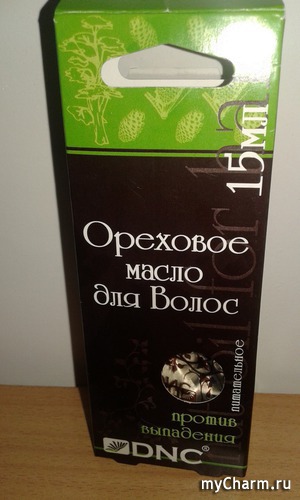 15мл
Ореховое
масло
для Волос
питательное
против
выпадения
DNC
myCharm.ru